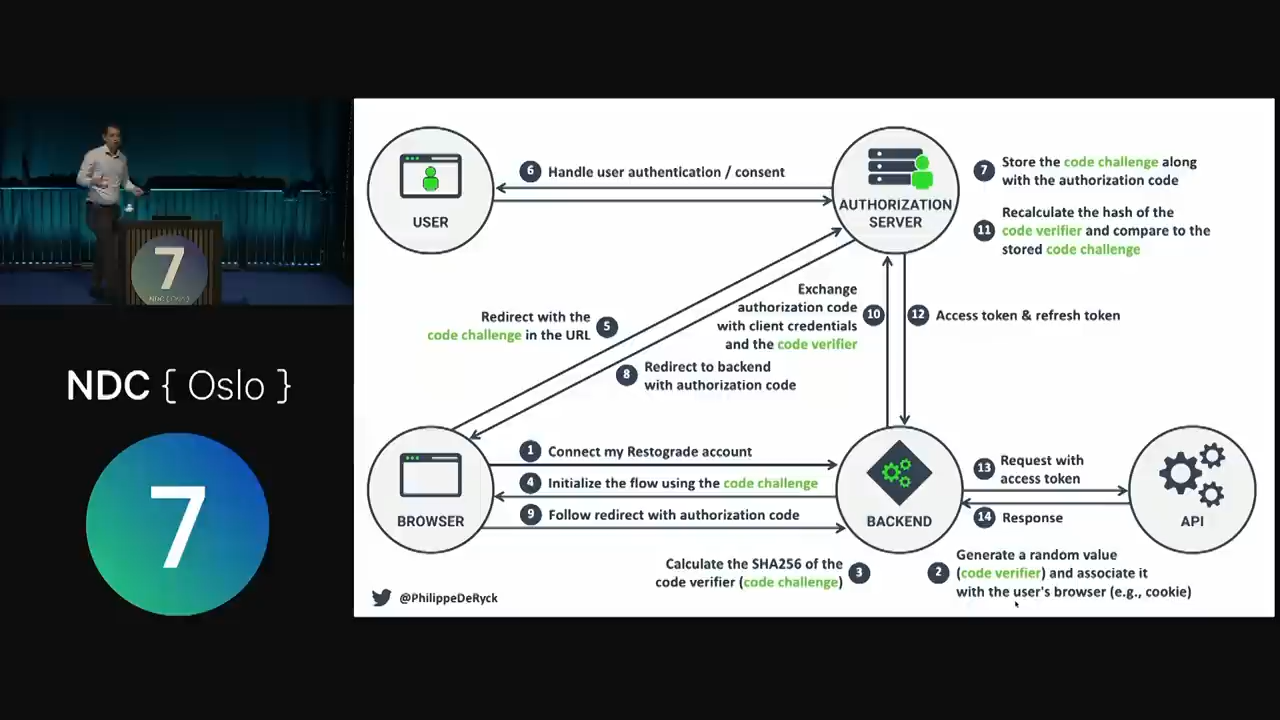 7
NDC { Oslo }
NDC { Oslo }
7
6 Handle user authentication / consent
USER
AUTHORIZATION
SERVER
7 Store the code challenge along
with the authorization code
11 Recalculate the hash of the
code verifier and compare to the
stored code challenge
Redirect with the
code challenge in the URL 5
Exchange
authorization code
with client credentials
and the code verifier 10
12 Access token & refresh token
8 Redirect to backend
with authorization code
1 Connect my Restograde account
4 Initialize the flow using the code challenge
9 Follow redirect with authorization code
BROWSER
BACKEND
13 Request with
access token
14 Response
API
Calculate the SHA256 of the
code verifier (code challenge) 3
2 Generate a random value
(code verifier) and associate it
with the user's browser (e.g., cookie)
@PhilippeDeRyck